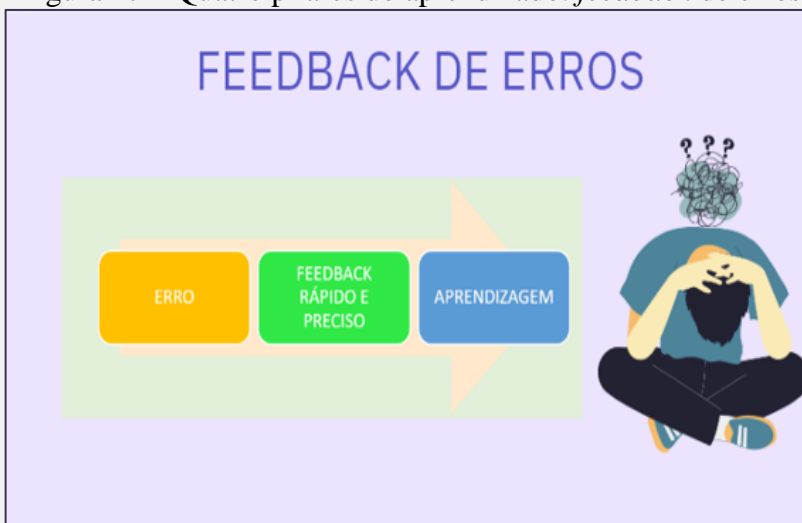 FEEDBACK DE ERROS
? ? ?
ERRO
FEEDBACK
RÁPIDO E
PRECISO
APRENDIZAGEM